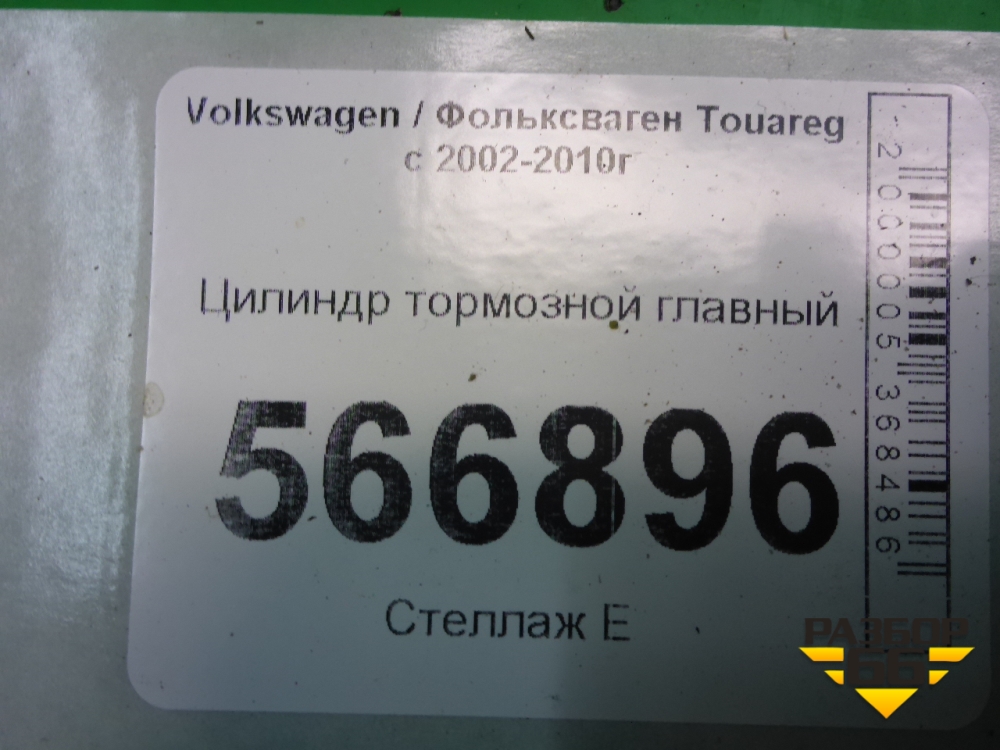 Volkswagen / Фольксваген Touareg
с 2002-2010г
Цилиндр тормозной главный
566896
Стеллаж Е
2000005368486
РАЗБОР
66